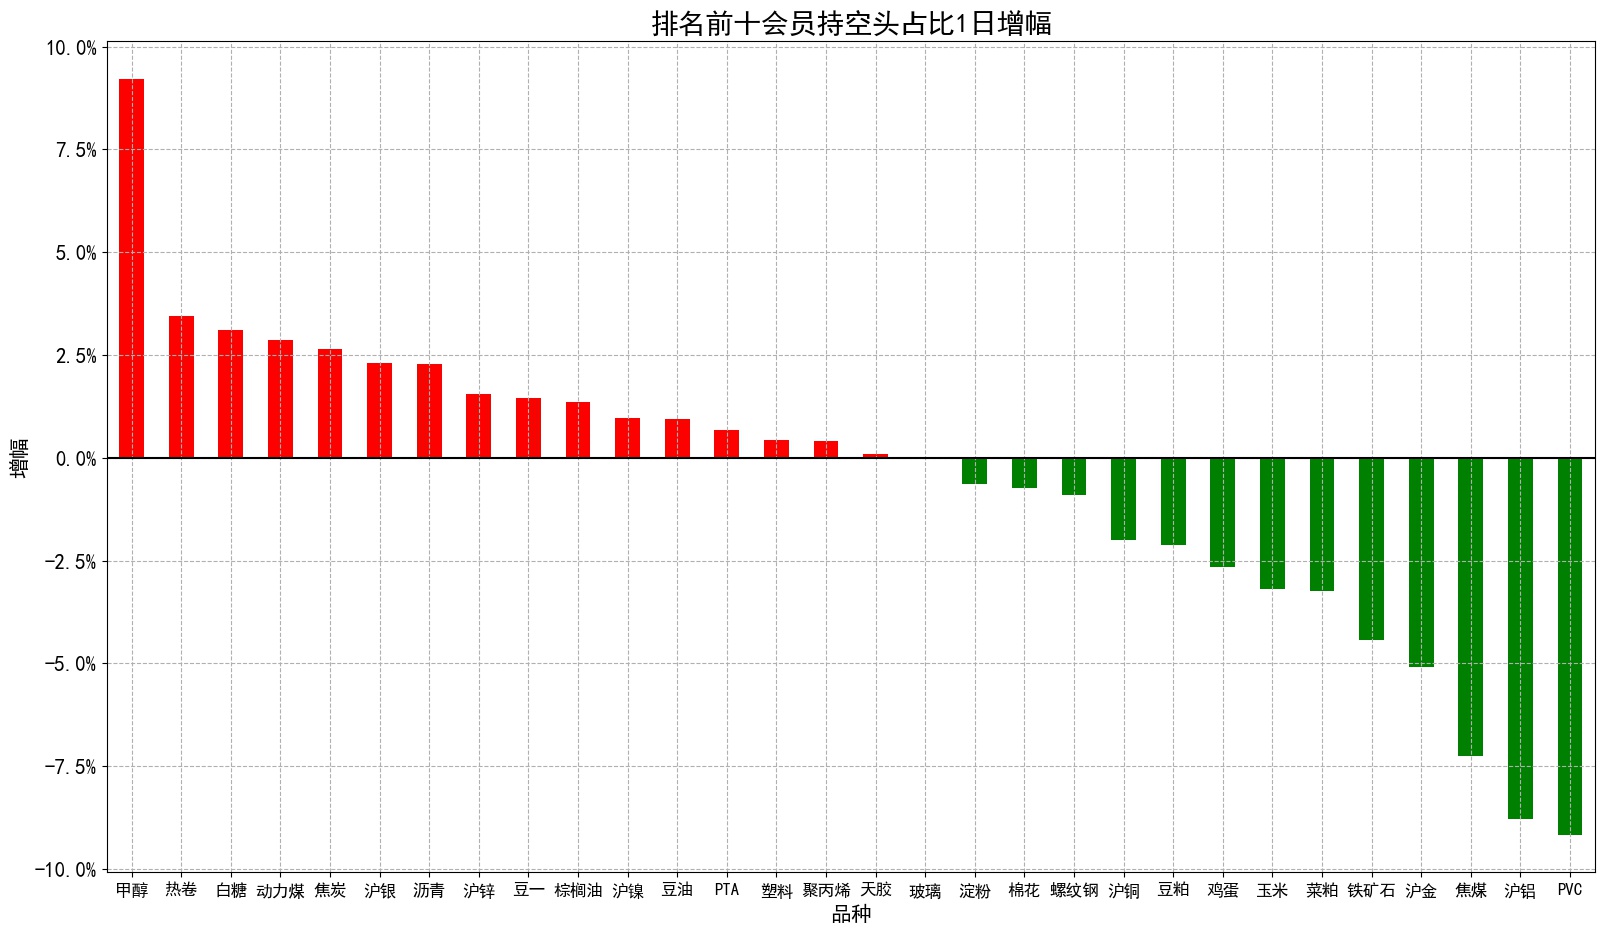 排名前十会员持空头占比1日增幅
10.0%
7.5%
5.0%
2.5%
0.0%
-2.5%
-5.0%
-7.5%
-10.0%
增幅
甲醇 热卷 白糖 动力煤 焦炭 沪银 沥青 沪锌 豆一 棕榈油 沪镍 豆油 PTA 塑料 聚丙烯 天胶 玻璃 淀粉 棉花 螺纹钢 沪铜 豆粕 鸡蛋 玉米 菜粕 铁矿石 沪金 焦煤 沪铝 PVC
品种